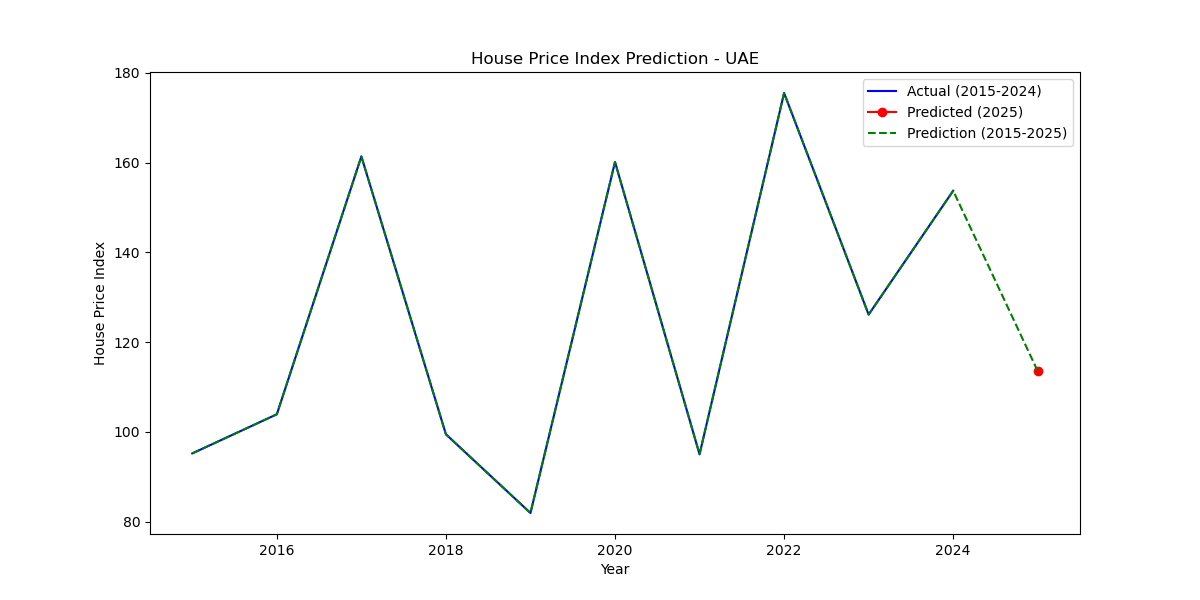 House Price Index Prediction - UAE
Actual (2015-2024)
Predicted (2025)
Prediction (2015-2025)
House Price Index
180
160
140
120
100
80
2016
2018
2020
2022
2024
Year